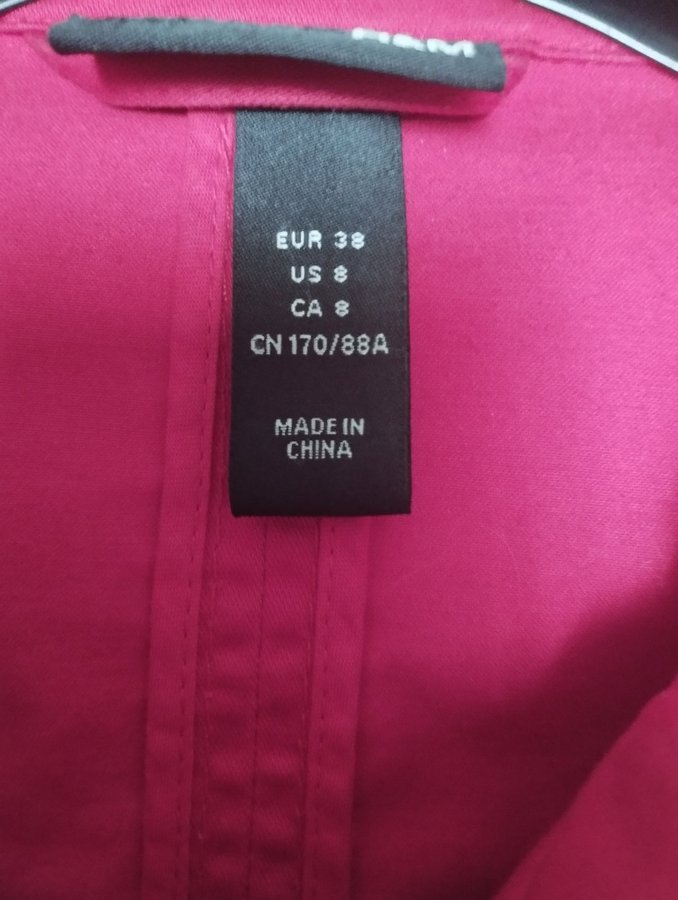 H&M
EUR 38
US 8
CA 8
CN 170/88A
MADE IN
CHINA